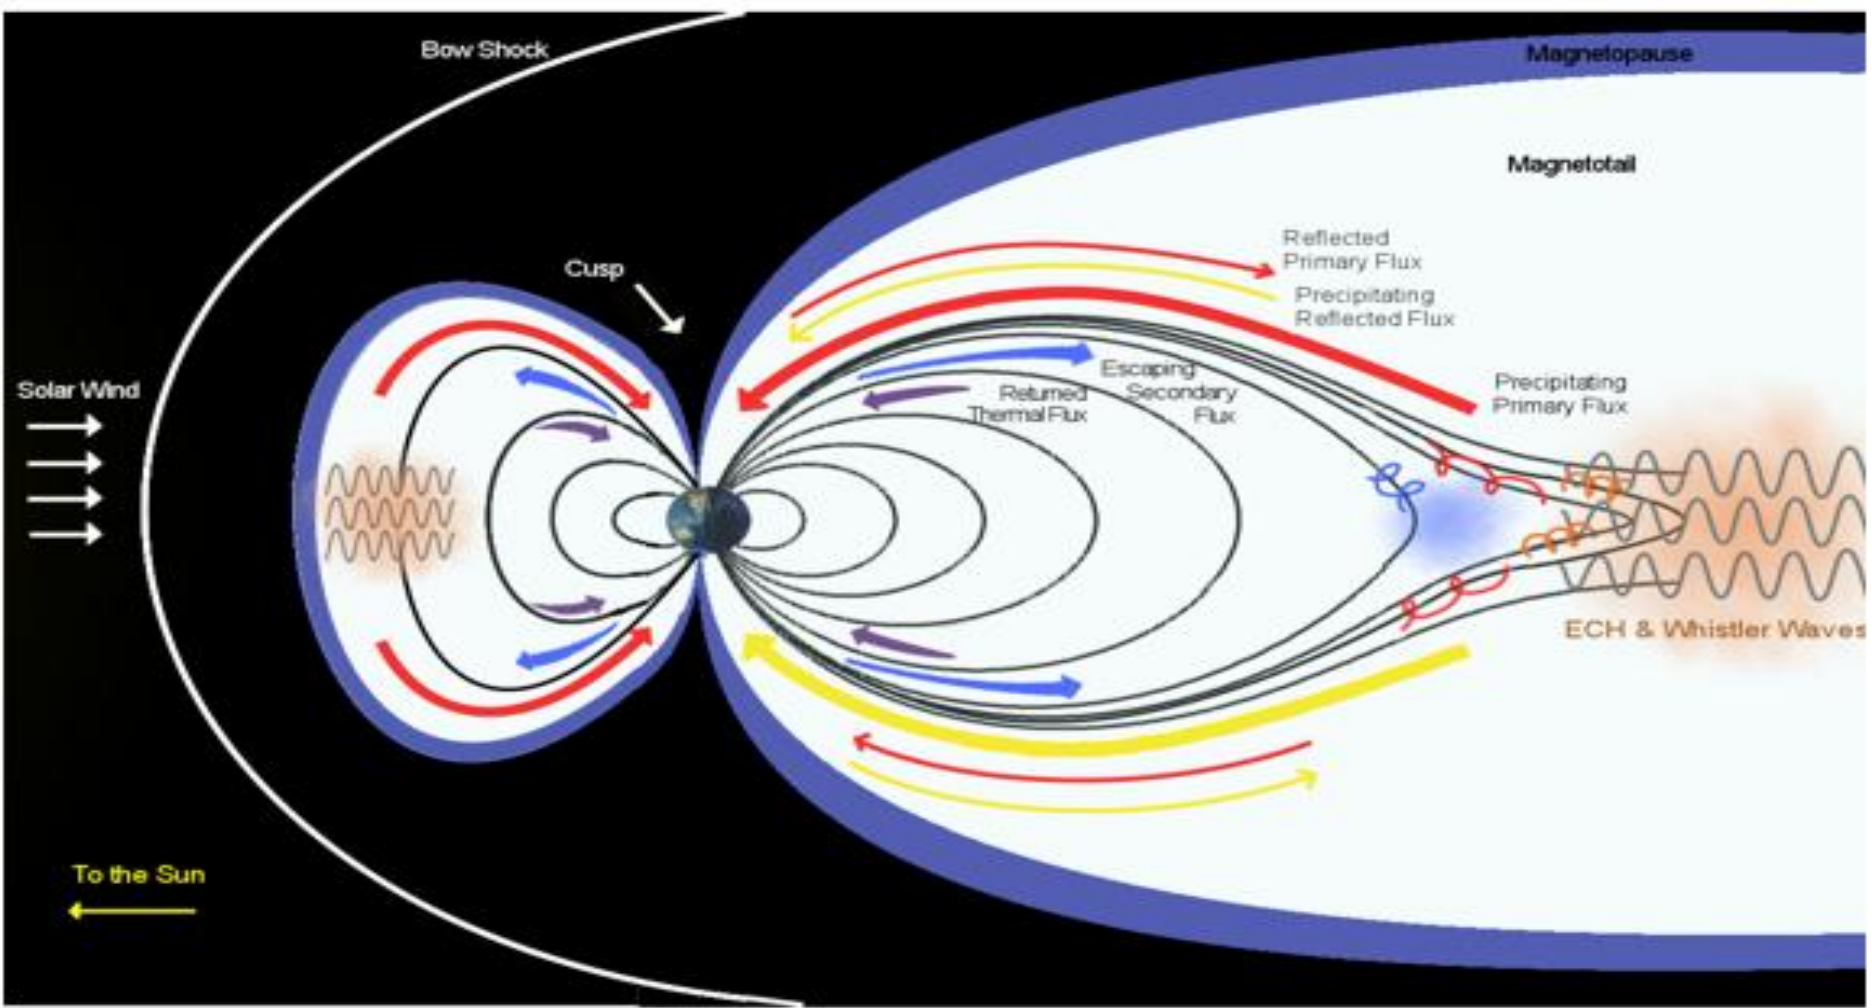 Bow Shock
Magnetopause
Magnetotail
Cusp
Reflected
Primary Flux
Precipitating
Reflected Flux
Solar Wind
Escaping
Secondary
Flux
Returned
Thermal Flux
Precipitating
Primary Flux
ECH & Whistler Waves
To the Sun